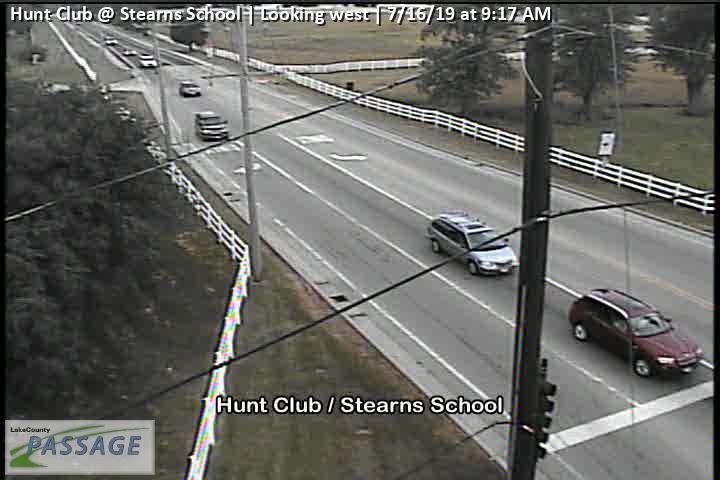 Hunt Club @ Stearns School | Looking west | 7/16/19 at 9:17 AM
Hunt Club / Stearns School
LakeCounty
PASSAGE